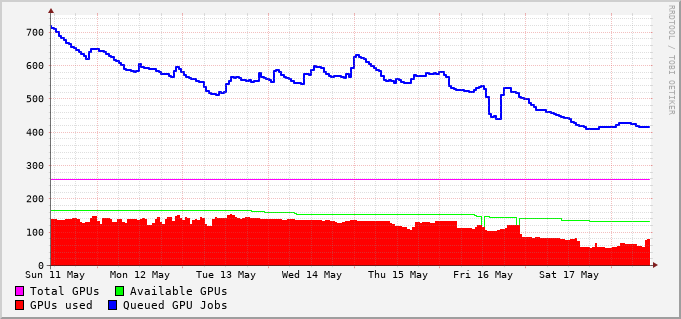 700
600
500
400
300
200
100
0
Sun 11 May Mon 12 May Tue 13 May Wed 14 May Thu 15 May Fri 16 May Sat 17 May
Total GPUs Available GPUs
GPUs used Queued GPU Jobs
RRDTOOL / TOBI OETIKER